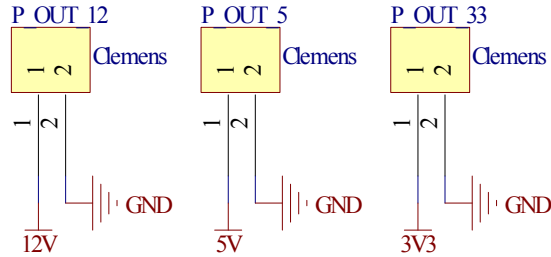 P_OUT_12 P_OUT_5 P_OUT_33
1 2 Clemens 1 2 Clemens 1 2 Clemens
1 2 1 2 1 2
GND GND GND
12V 5V 3V3